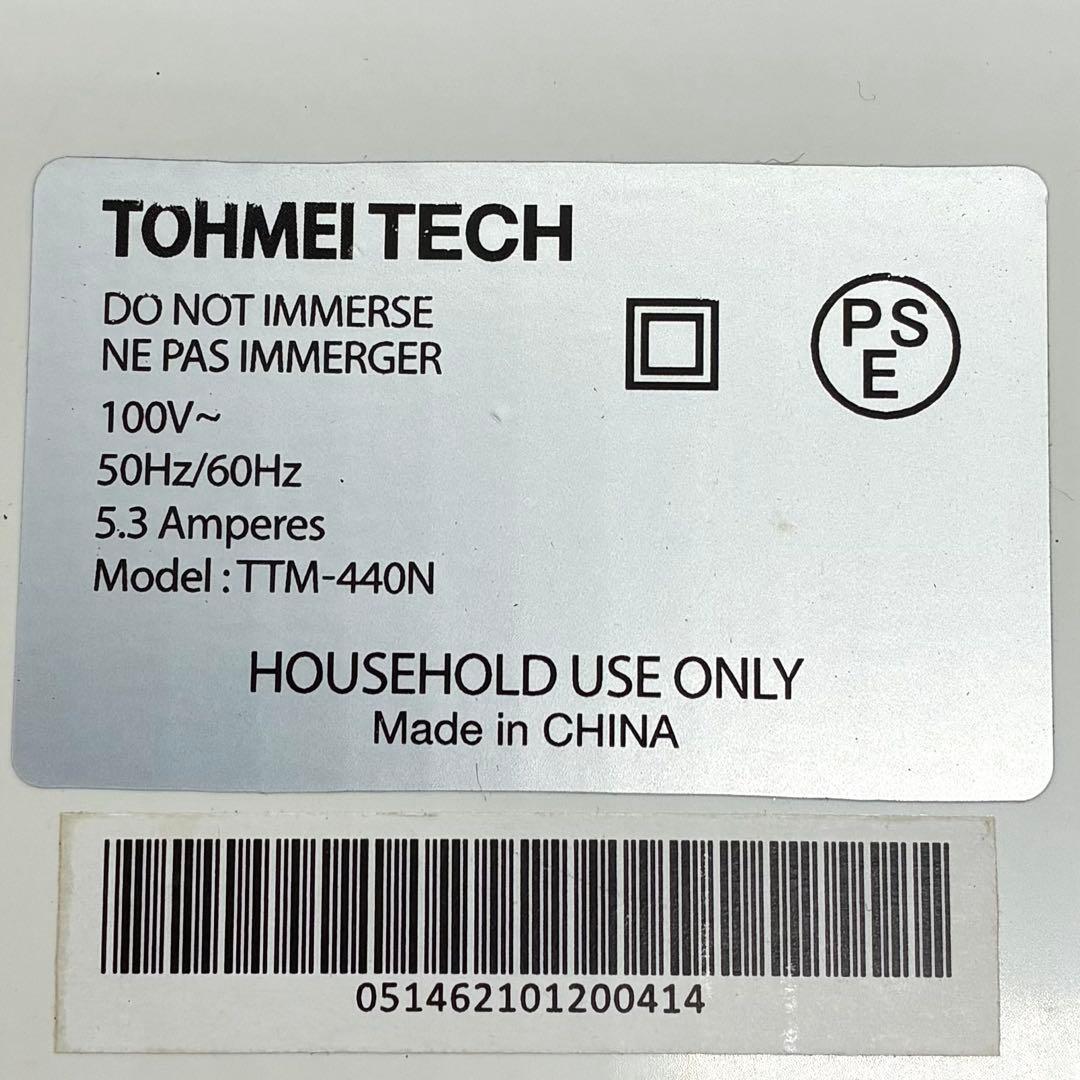 TOHMEI TECH
DO NOT IMMERSE
NE PAS IMMERGER
100V~
50Hz/60Hz
5.3 Amperes
Model : TTM-440N
PS
E
HOUSEHOLD USE ONLY
Made in CHINA
051462101200414